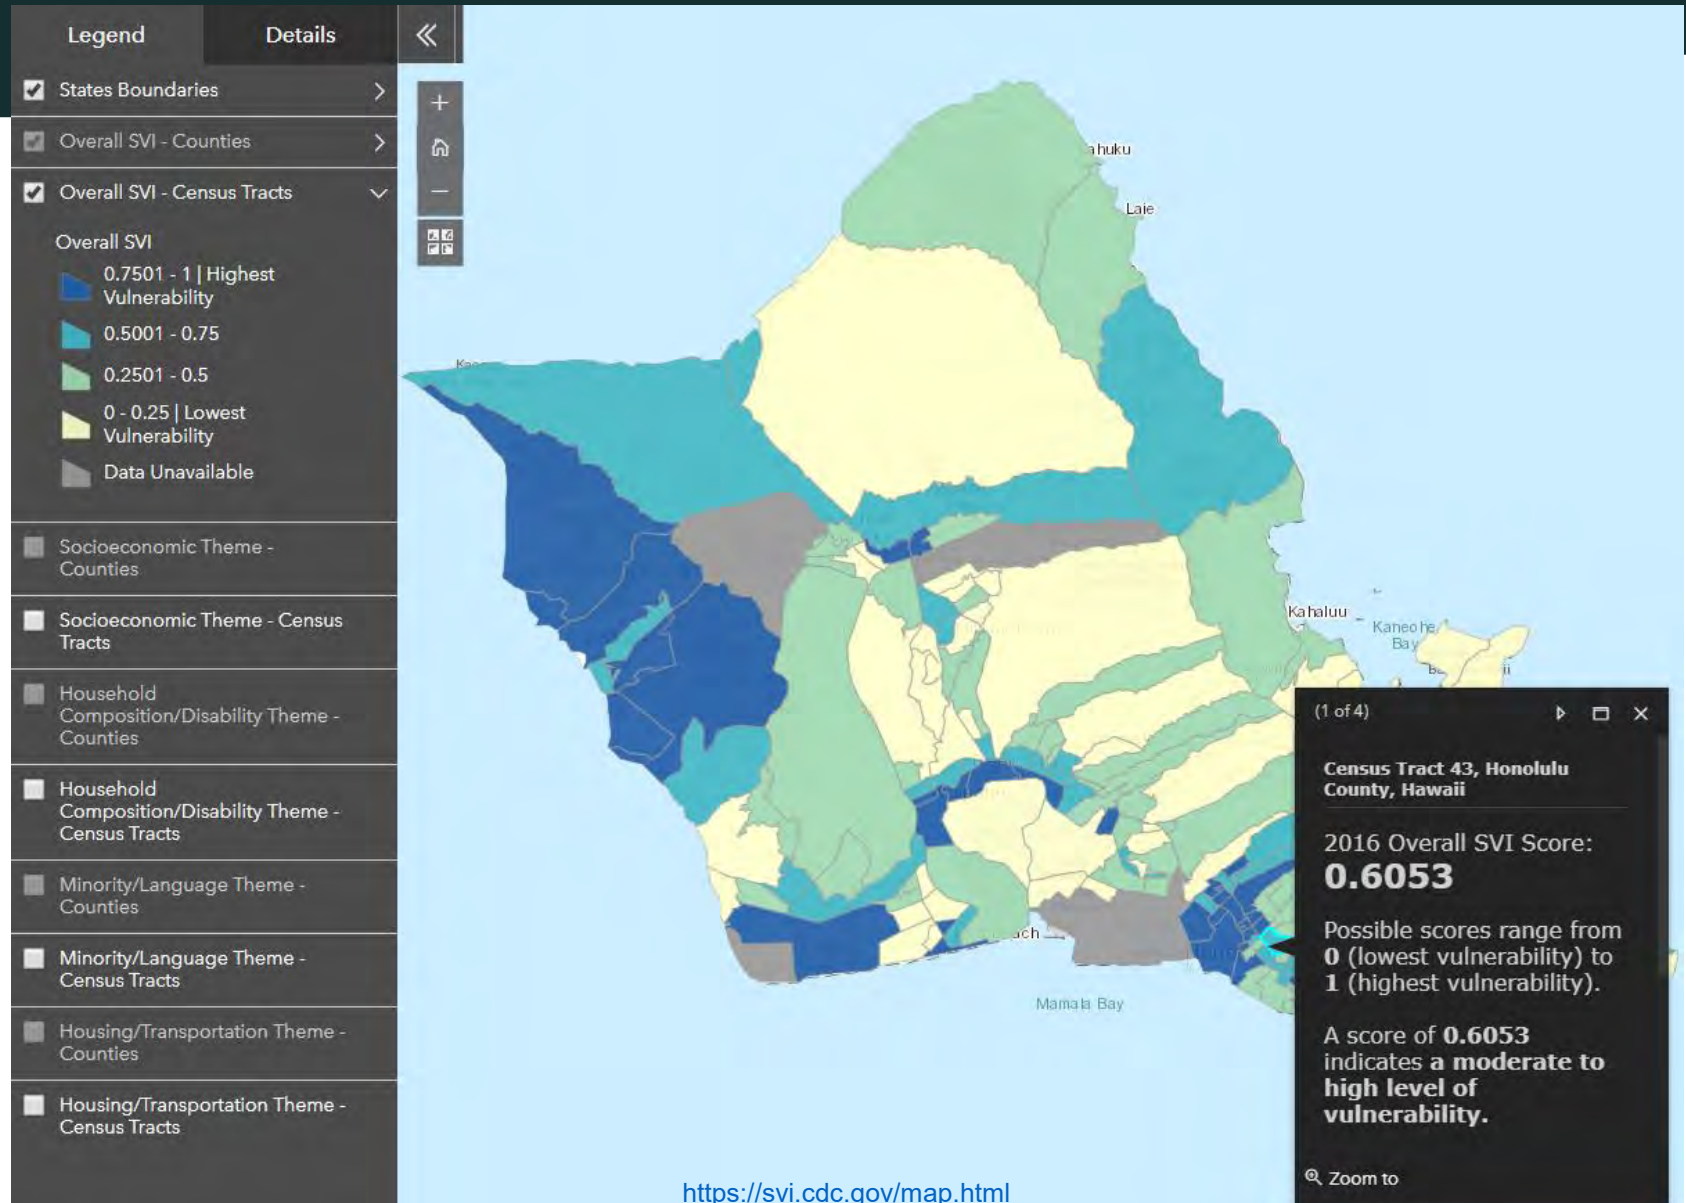 Legend
Details
States Boundaries
Overall SVI - Counties
Overall SVI - Census Tracts
Overall SVI
0.7501 - 1 | Highest
Vulnerability
0.5001 - 0.75
0.2501 - 0.5
0 - 0.25 | Lowest
Vulnerability
Data Unavailable
Socioeconomic Theme -
Counties
Socioeconomic Theme - Census
Tracts
Household
Composition/Disability Theme -
Counties
Household
Composition/Disability Theme -
Census Tracts
Minority/Language Theme -
Counties
Minority/Language Theme -
Census Tracts
Housing/Transportation Theme -
Counties
Housing/Transportation Theme -
Census Tracts
ahuku
Laie
Kahaluu
Kaneohe
Bay
ach
Mamala Bay
(1 of 4)
Census Tract 43, Honolulu
County, Hawaii
2016 Overall SVI Score:
0.6053
Possible scores range from
0 (lowest vulnerability) to
1 (highest vulnerability).
A score of 0.6053
indicates a moderate to
high level of
vulnerability.
Zoom to
https://svi.cdc.gov/map.html